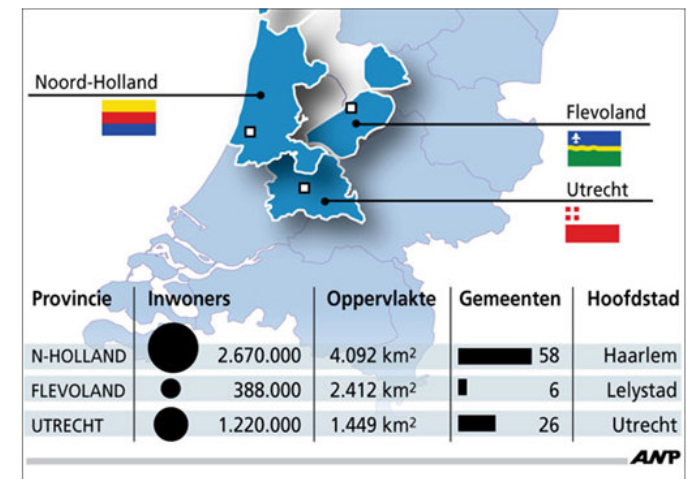 Noord-Holland
Flevoland
Utrecht
Provincie Inwoners Oppervlakte Gemeenten Hoofdstad
N-HOLLAND 2.670.000 4.092 km² 58 Haarlem
FLEVOLAND 388.000 2.412 km² 6 Lelystad
UTRECHT 1.220.000 1.449 km² 26 Utrecht
ANP